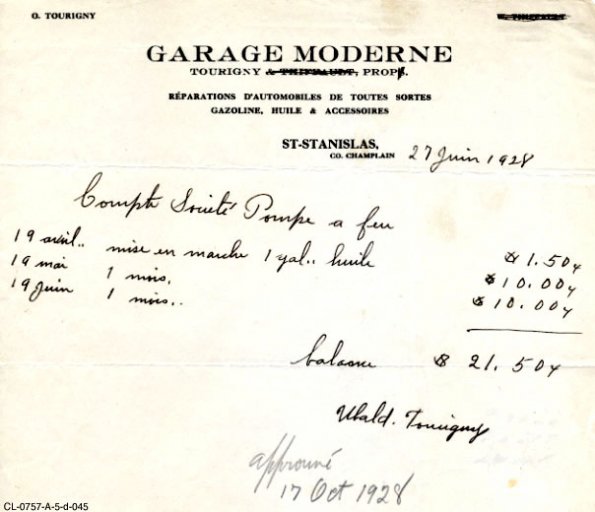 O. TOURIGNY
GARAGE MODERNE
TOURIGNY & THIFFAULT, PROPS.
RÉPARATIONS D'AUTOMOBILES DE TOUTES SORTES
GAZOLINE, HUILE & ACCESSOIRES
ST-STANISLAS,
CO. CHAMPLAIN 27 Juin 1928
Compte Société Pompe a feu
19 avril.. mise en marche 1 gal.. huile $ 1.50
19 mai 1 mois, $ 10.00
19 Juin 1 mois.. $ 10.00
balance $ 21.50
Ubald. Tourigny
approuvé
17 Oct 1928
CL-0757-A-5-d-045